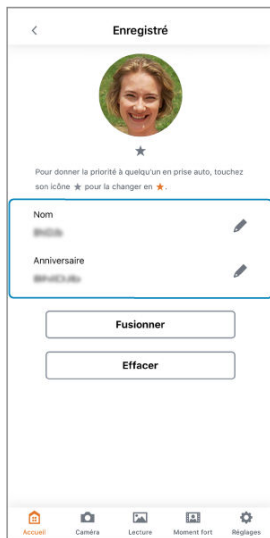 Enregistré
Pour donner la priorité à quelqu'un en prise auto, touchez
son icône ★ pour la changer en ★.
Nom
Anniversaire
Fusionner
Effacer
Accueil Caméra Lecture Moment fort Réglages